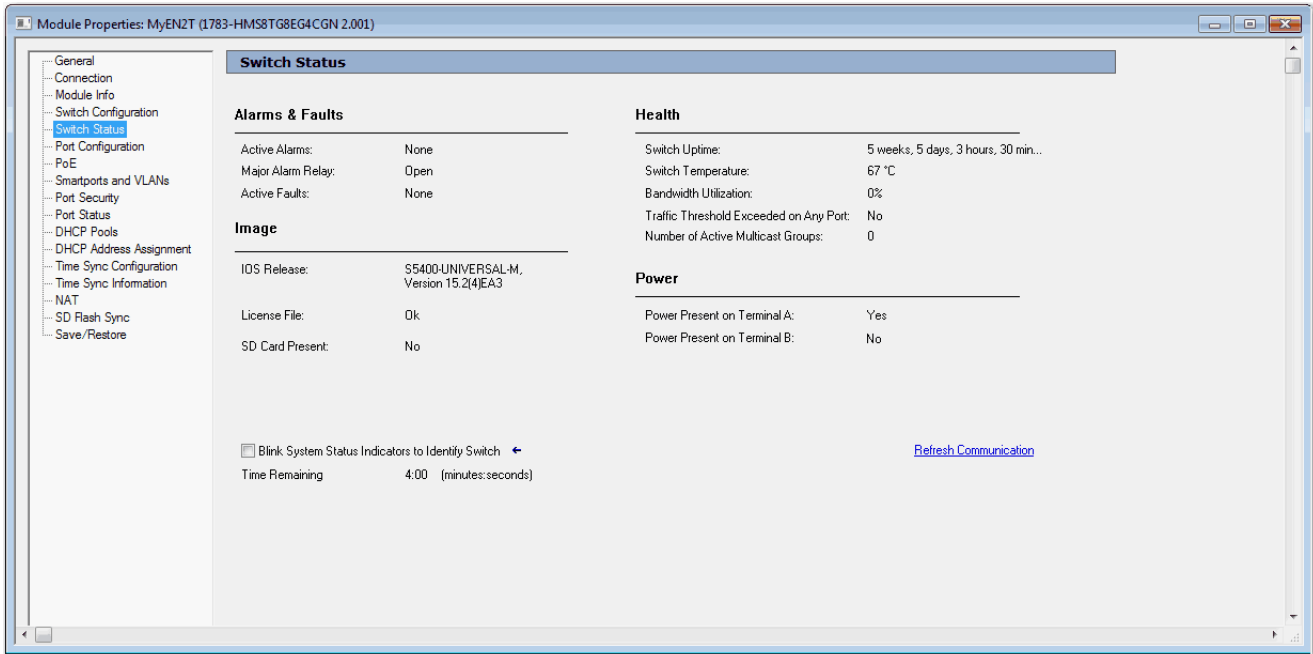 Module Properties: MyEN2T (1783-HMS8TG8EG4CGN 2.001)
General
Connection
Module Info
Switch Configuration
Switch Status
Port Configuration
PoE
Smartports and VLANs
Port Security
Port Status
DHCP Pools
DHCP Address Assignment
Time Sync Configuration
Time Sync Information
NAT
SD Flash Sync
Save/Restore
Switch Status
Alarms & Faults
Active Alarms: None
Major Alarm Relay: Open
Active Faults: None
Image
IOS Release: S5400-UNIVERSAL-M,
Version 15.2(4)EA3
License File: Ok
SD Card Present: No
Health
Switch Uptime: 5 weeks, 5 days, 3 hours, 30 min...
Switch Temperature: 67 °C
Bandwidth Utilization: 0%
Traffic Threshold Exceeded on Any Port: No
Number of Active Multicast Groups: 0
Power
Power Present on Terminal A: Yes
Power Present on Terminal B: No
Blink System Status Indicators to Identify Switch ←
Time Remaining 4:00 (minutes:seconds)
Refresh Communication